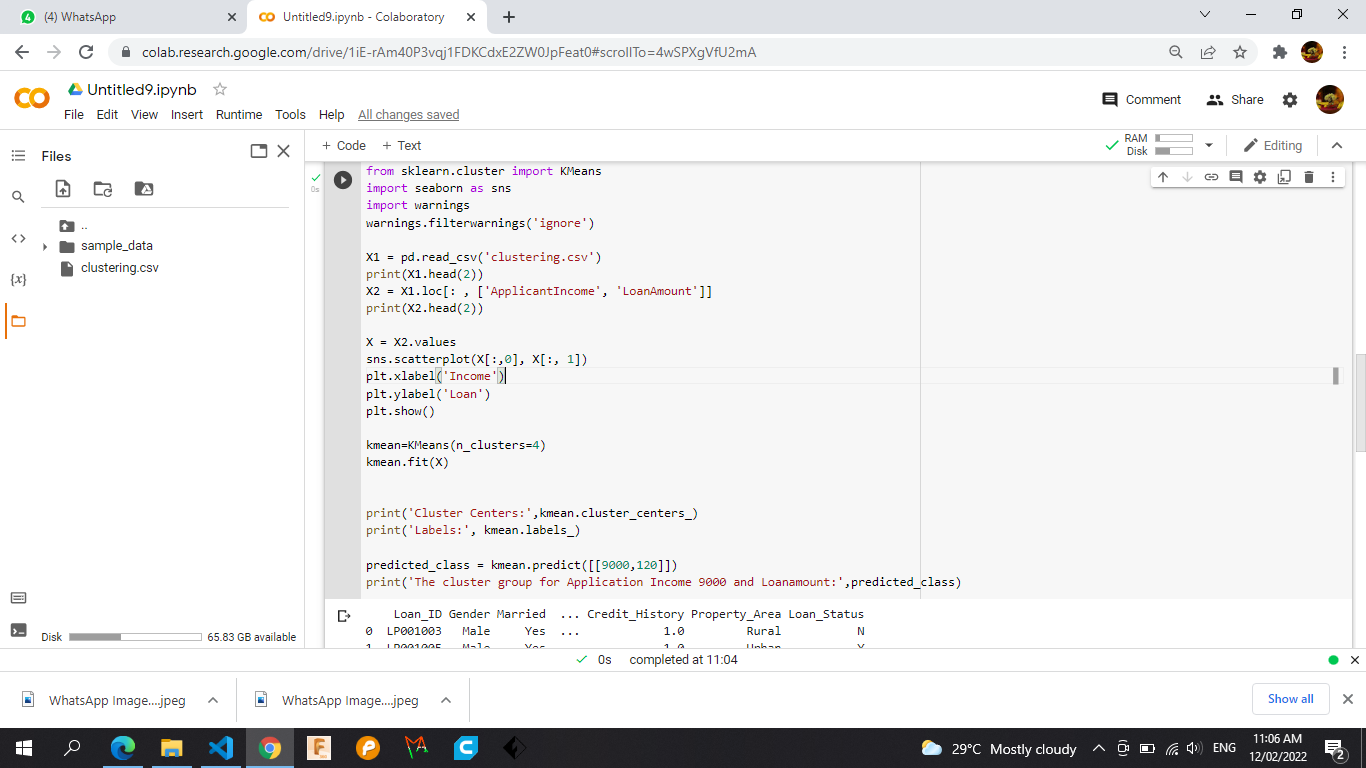 (4) WhatsApp
Untitled9.ipynb - Colaboratory
colab.research.google.com/drive/1iE-rAm40P3vqj1FDKCdxE2ZW0JpFeat0#scrollTo=4wSPXgVfU2mA
Untitled9.ipynb
File Edit View Insert Runtime Tools Help All changes saved
Comment Share
+ Code + Text
RAM
Disk
Editing
Files
..
sample_data
clustering.csv
{x}
Disk 65.83 GB available
0s
from sklearn.cluster import KMeans
import seaborn as sns
import warnings
warnings.filterwarnings('ignore')
X1 = pd.read_csv('clustering.csv')
print(X1.head(2))
X2 = X1.loc[: , ['ApplicantIncome', 'LoanAmount']]
print(X2.head(2))
X = X2.values
sns.scatterplot(X[:,0], X[:, 1])
plt.xlabel('Income')
plt.ylabel('Loan')
plt.show()
kmean=KMeans(n_clusters=4)
kmean.fit(X)
print('Cluster Centers:',kmean.cluster_centers_)
print('Labels:', kmean.labels_)
predicted_class = kmean.predict([[9000,120]])
print('The cluster group for Application Income 9000 and Loanamount:',predicted_class)
Loan_ID Gender Married ... Credit_History Property_Area Loan_Status
0 LP001003 Male Yes ... 1.0 Rural N
1 LP001005 Male Yes ... 1.0 Urban Y
0s completed at 11:04
WhatsApp Image....jpeg
WhatsApp Image....jpeg
Show all
29°C Mostly cloudy
ENG
11:06 AM
12/02/2022
2